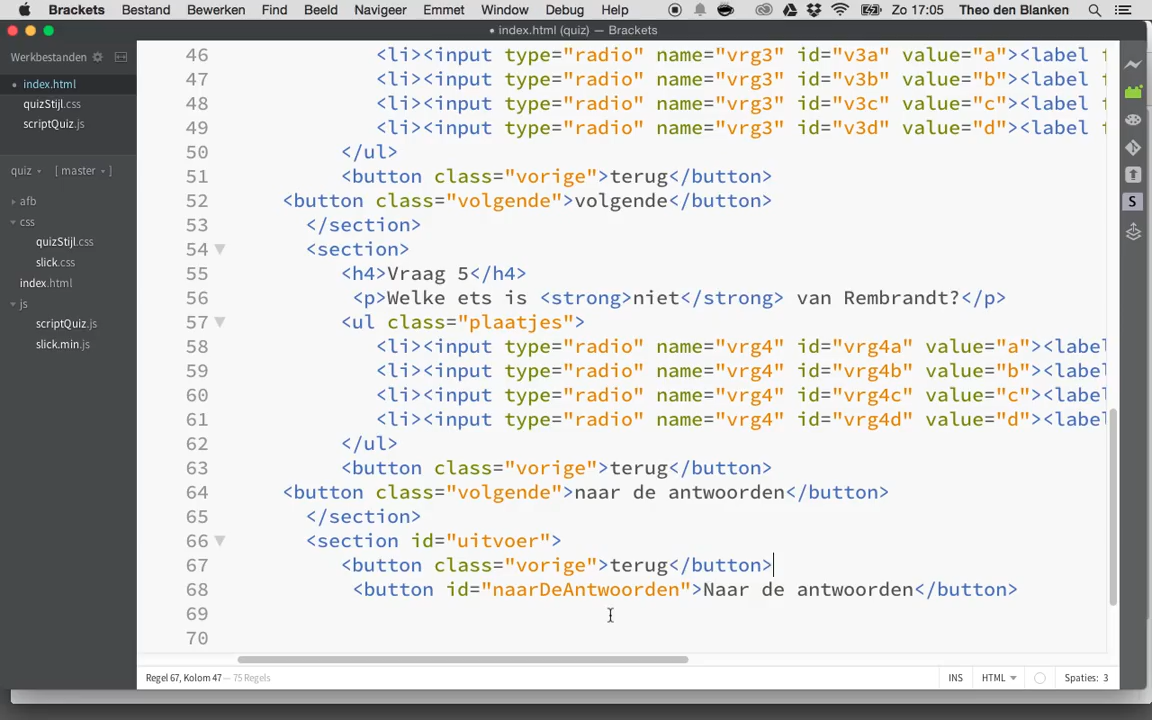 Brackets Bestand Bewerken Find Beeld Navigeer Emmet Window Debug Help Zo 17:05 Theo den Blanken
• index.html (quiz) — Brackets
Werkbestanden
• index.html
quizStijl.css
scriptQuiz.js
quiz [ master ]
afb
css
quizStijl.css
slick.css
index.html
js
scriptQuiz.js
slick.min.js
46 <li><input type="radio" name="vrg3" id="v3a" value="a"><label f
47 <li><input type="radio" name="vrg3" id="v3b" value="b"><label f
48 <li><input type="radio" name="vrg3" id="v3c" value="c"><label f
49 <li><input type="radio" name="vrg3" id="v3d" value="d"><label f
50 </ul>
51 <button class="vorige">terug</button>
52 <button class="volgende">volgende</button>
53 </section>
54 <section>
55 <h4>Vraag 5</h4>
56 <p>Welke ets is <strong>niet</strong> van Rembrandt?</p>
57 <ul class="plaatjes">
58 <li><input type="radio" name="vrg4" id="vrg4a" value="a"><label
59 <li><input type="radio" name="vrg4" id="vrg4b" value="b"><label
60 <li><input type="radio" name="vrg4" id="vrg4c" value="c"><label
61 <li><input type="radio" name="vrg4" id="vrg4d" value="d"><label
62 </ul>
63 <button class="vorige">terug</button>
64 <button class="volgende">naar de antwoorden</button>
65 </section>
66 <section id="uitvoer">
67 <button class="vorige">terug</button>
68 <button id="naarDeAntwoorden">Naar de antwoorden</button>
69
70
Regel 67, Kolom 47 — 75 Regels INS HTML Spaties: 3
S